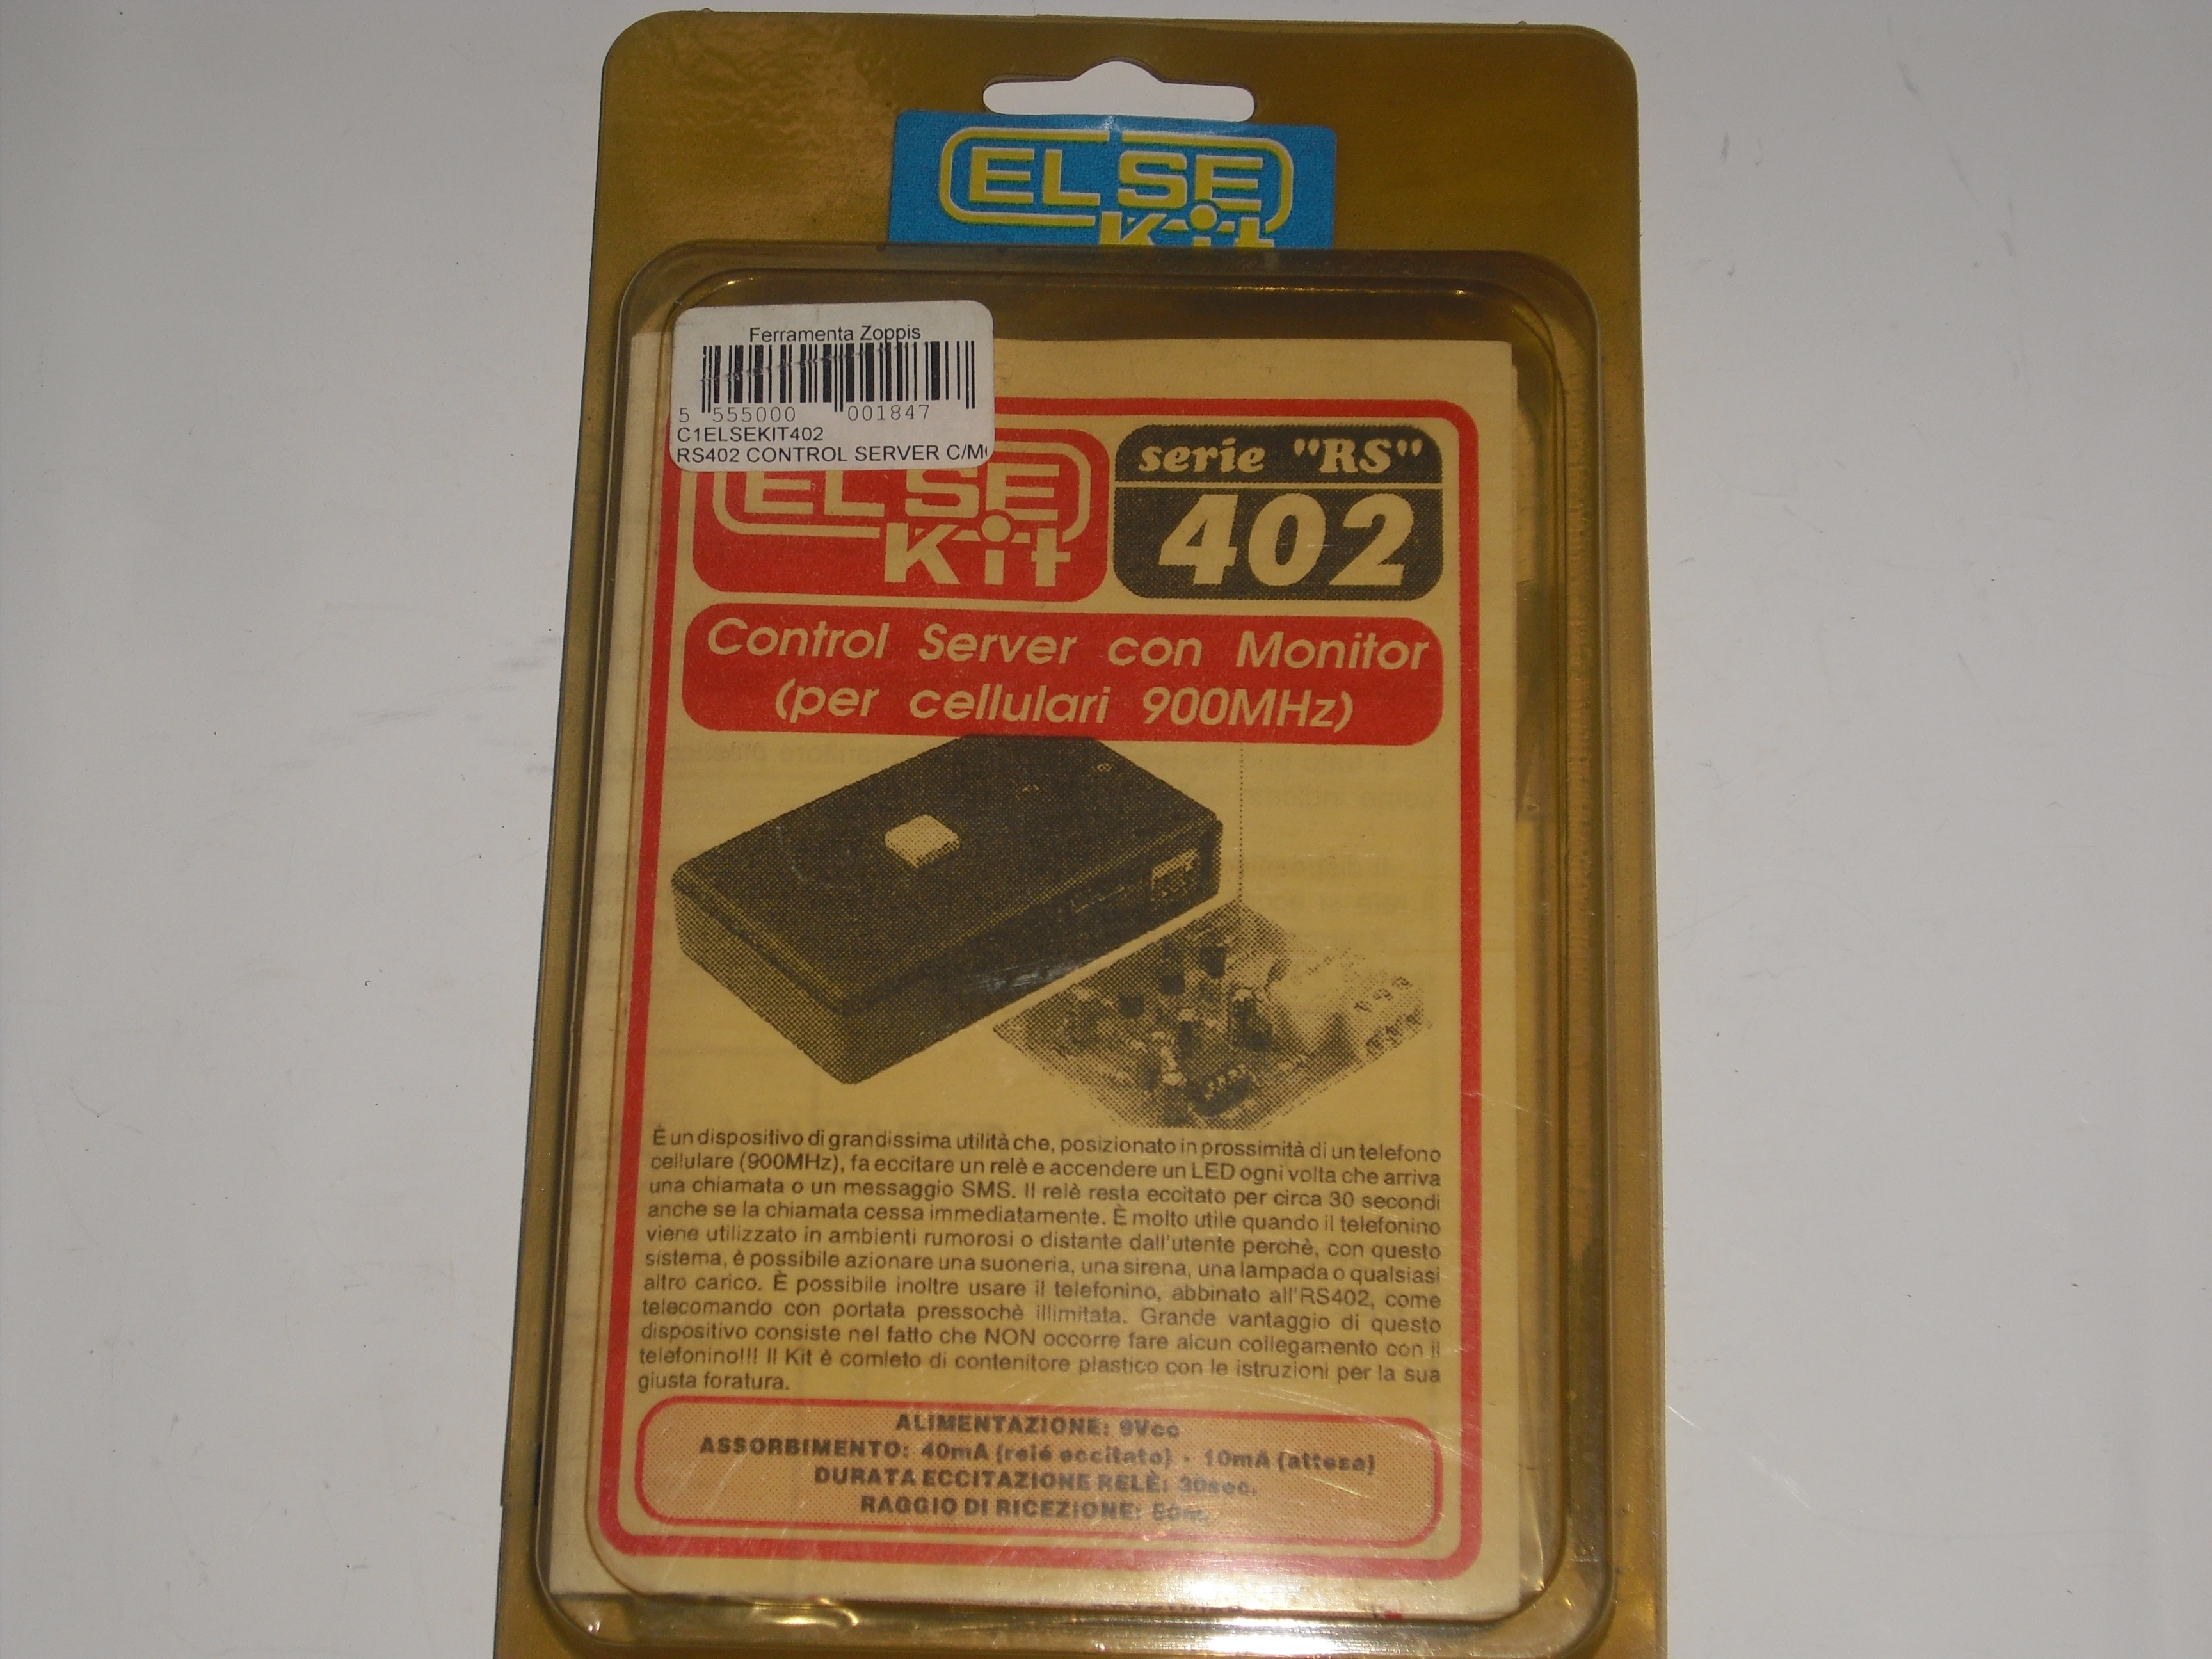 ELSE
Kit
Ferramenta Zoppis
5 555000 001847
C1ELSEKIT402
RS402 CONTROL SERVER C/M
ELSE
Kit
serie "RS"
402
Control Server con Monitor
(per cellulari 900MHz)
È un dispositivo di grandissima utilità che, posizionato in prossimità di un telefono
cellulare (900MHz), fa eccitare un relè e accendere un LED ogni volta che arriva
una chiamata o un messaggio SMS. Il relè resta eccitato per circa 30 secondi
anche se la chiamata cessa immediatamente. È molto utile quando il telefonino
viene utilizzato in ambienti rumorosi o distante dall'utente perchè, con questo
sistema, è possibile azionare una suoneria, una sirena, una lampada o qualsiasi
altro carico. È possibile inoltre usare il telefonino, abbinato all'RS402, come
telecomando con portata pressochè illimitata. Grande vantaggio di questo
dispositivo consiste nel fatto che NON occorre fare alcun collegamento con il
telefonino!!! Il Kit è comleto di contenitore plastico con le istruzioni per la sua
giusta foratura.
ALIMENTAZIONE: 9Vcc
ASSORBIMENTO: 40mA (relé eccitato) - 10mA (attesa)
DURATA ECCITAZIONE RELÈ: 30sec.
RAGGIO DI RICEZIONE: